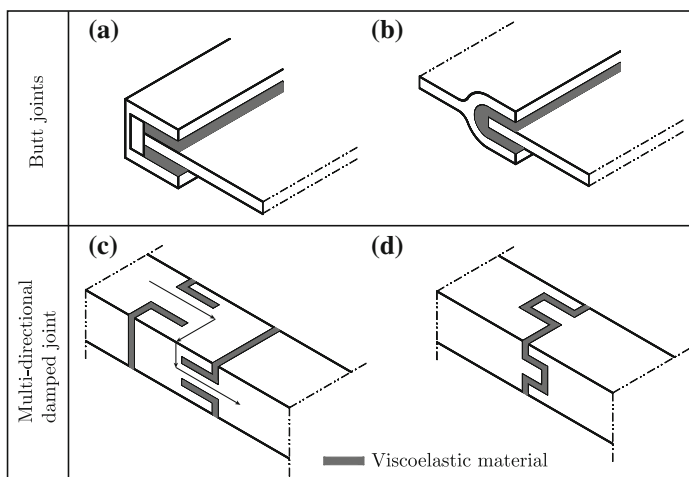 Butt joints
(a)
(b)
Multi-directional
damped joint
(c)
(d)
Viscoelastic material